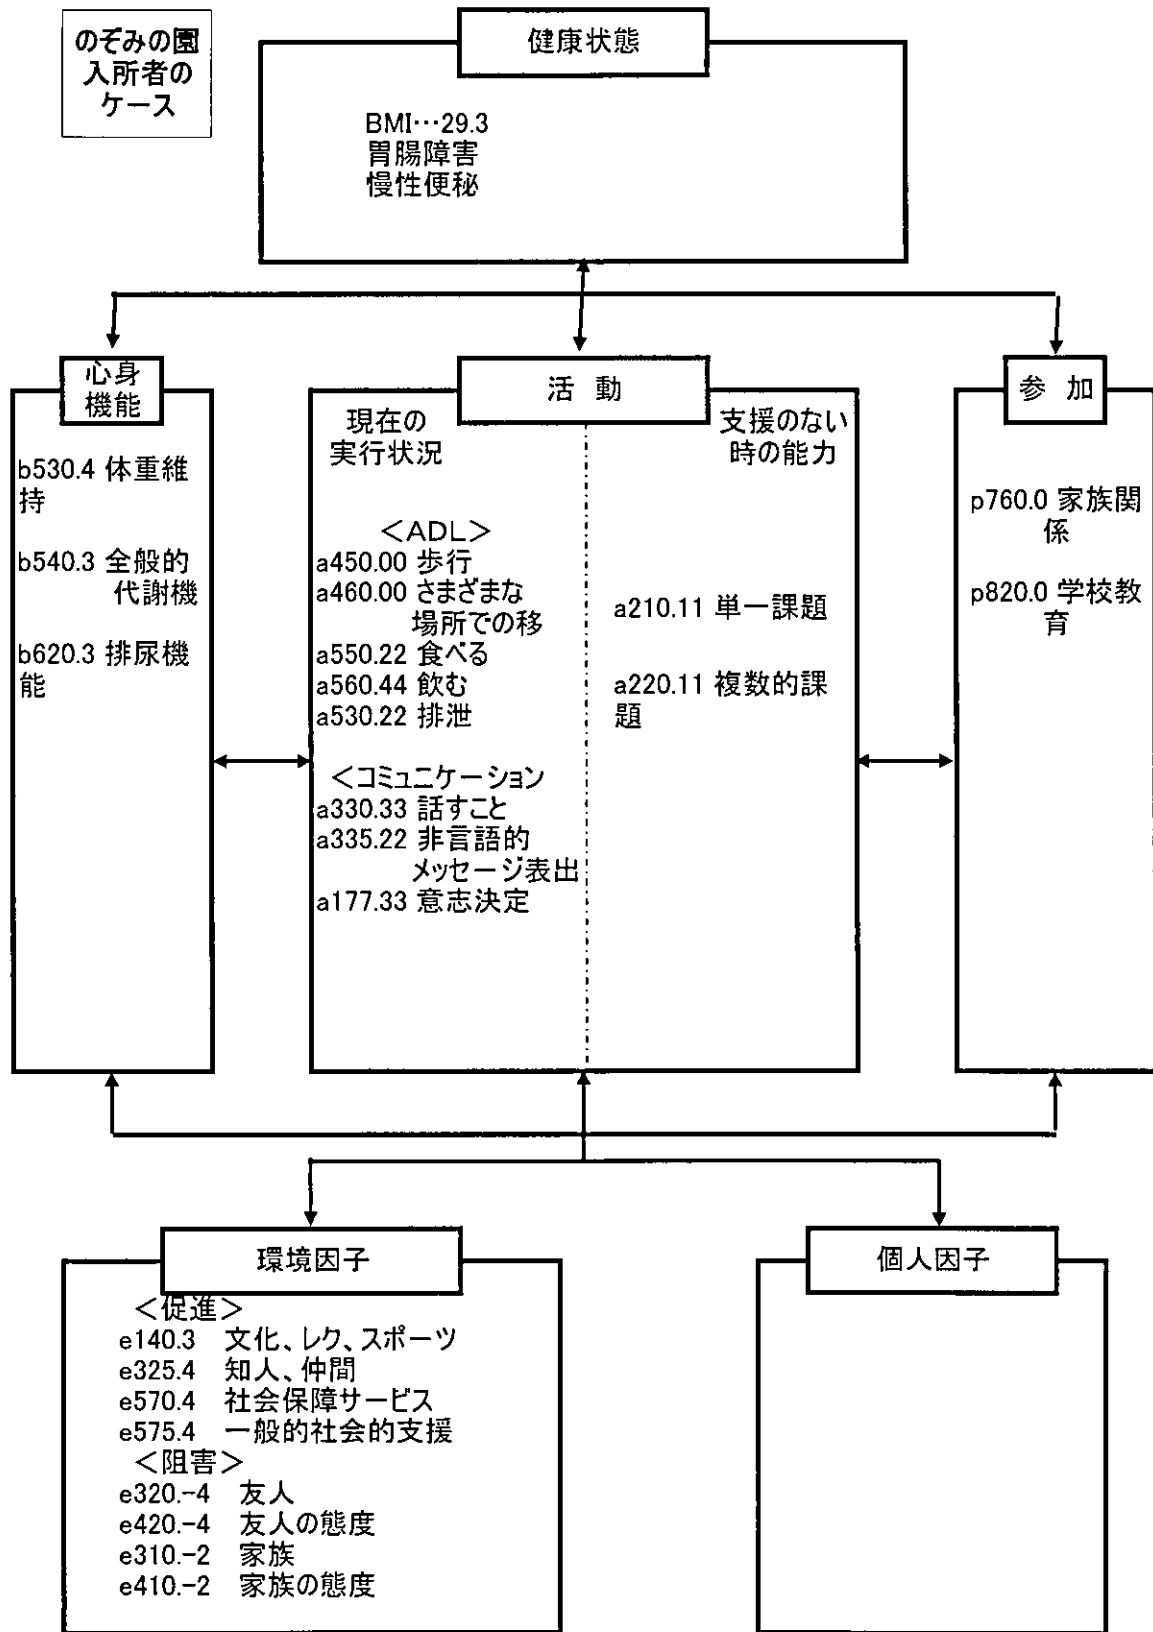 のぞみの園
入所者の
ケース
健康状態
BMI…29.3
胃腸障害
慢性便秘
心身
機能
b530.4 体重維
持
b540.3 全般的
代謝機
b620.3 排尿機
能
活 動
現在の
実行状況
<ADL>
a450.00 歩行
a460.00 さまざまな
場所での移
a550.22 食べる
a560.44 飲む
a530.22 排泄
<コミュニケーション
a330.33 話すこと
a335.22 非言語的
メッセージ表出
a177.33 意志決定
支援のない
時の能力
a210.11 単一課題
a220.11 複数的課
題
参 加
p760.0 家族関
係
p820.0 学校教
育
環境因子
<促進>
e140.3 文化、レク、スポーツ
e325.4 知人、仲間
e570.4 社会保障サービス
e575.4 一般的社会的支援
<阻害>
e320.-4 友人
e420.-4 友人の態度
e310.-2 家族
e410.-2 家族の態度
個人因子